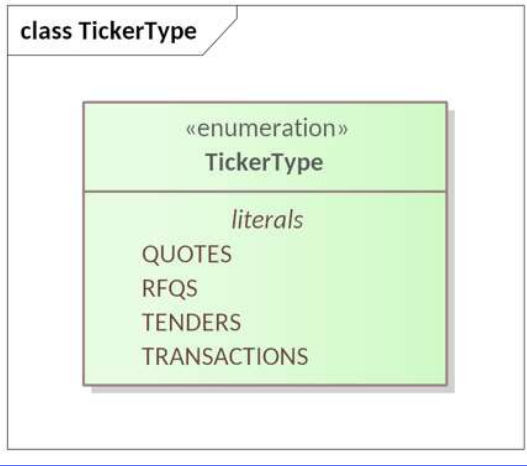 class TickerType
«enumeration»
TickerType
literals
QUOTES
RFQS
TENDERS
TRANSACTIONS